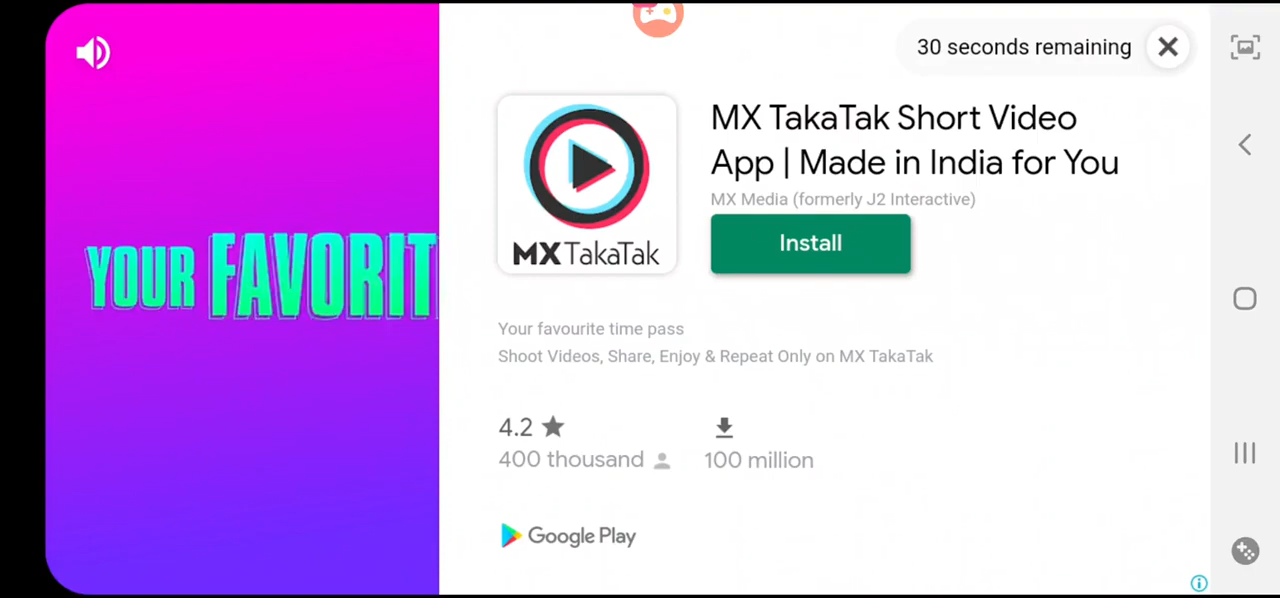 30 seconds remaining
YOUR FAVORIT
MX TakaTak
MX TakaTak Short Video
App | Made in India for You
MX Media (formerly J2 Interactive)
Install
Your favourite time pass
Shoot Videos, Share, Enjoy & Repeat Only on MX TakaTak
4.2
400 thousand
100 million
Google Play